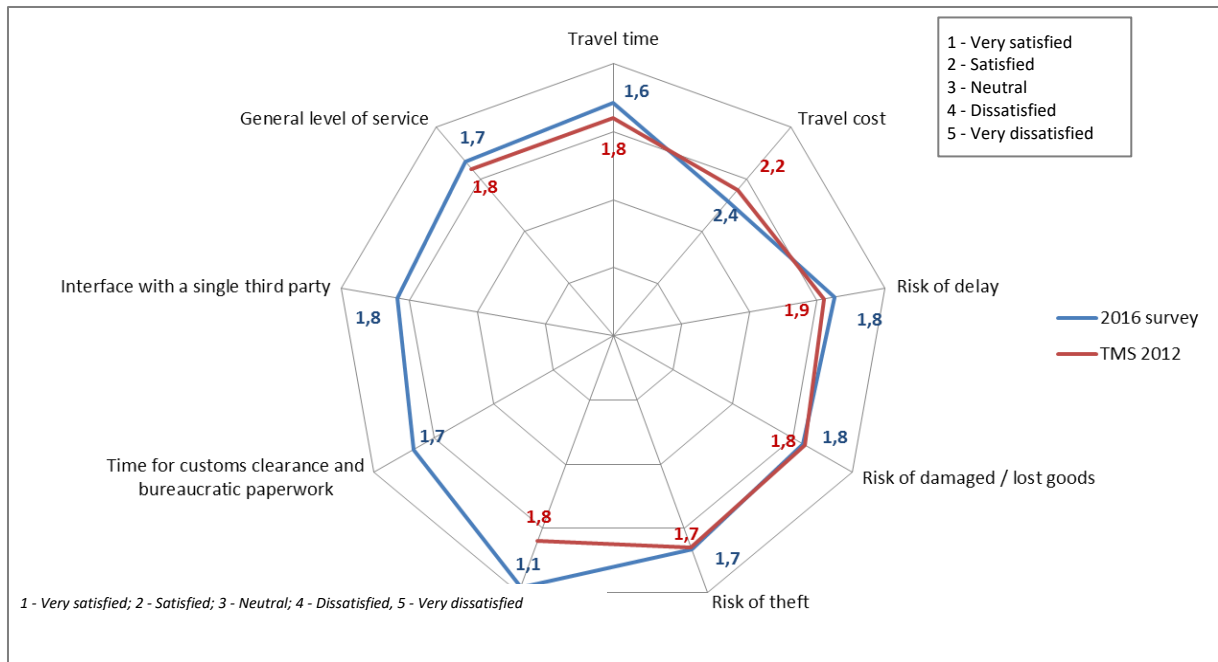 Travel time
1 - Very satisfied
2 - Satisfied
3 - Neutral
4 - Dissatisfied
5 - Very dissatisfied
1,6
General level of service
Travel cost
1,7
1,8
2,2
1,8
2,4
Interface with a single third party
Risk of delay
1,8
1,9
1,8
2016 survey
TMS 2012
1,7
1,8
1,8
Time for customs clearance and
bureaucratic paperwork
Risk of damaged / lost goods
1,8
1,7
1,1
1,7
1 - Very satisfied; 2 - Satisfied; 3 - Neutral; 4 - Dissatisfied, 5 - Very dissatisfied
Risk of theft